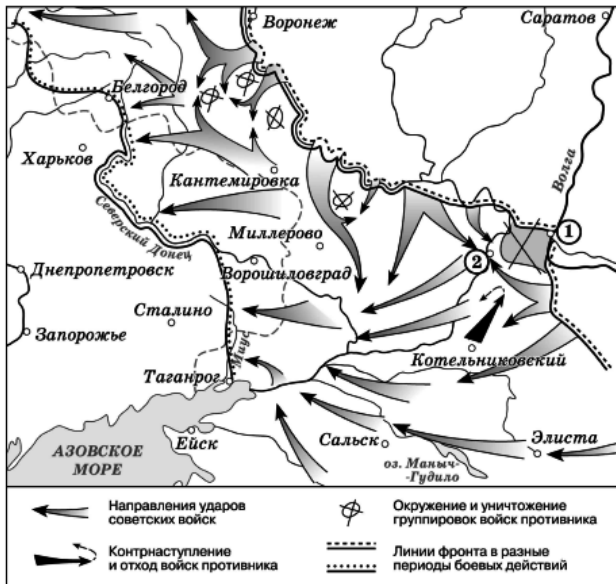 Воронеж
Саратов
Белгород
Харьков
Кантемировка
Волга
Северский Донец
Миллерово
1
2
Днепропетровск
Ворошиловград
Сталино
Запорожье
Миус
Котельниковский
Таганрог
АЗОВСКОЕ
МОРЕ
Ейск
Сальск
Элиста
оз. Маныч-
-Гудило
Направления ударов
советских войск
Окружение и уничтожение
группировок войск противника
Контрнаступление
и отход войск противника
Линии фронта в разные
периоды боевых действий